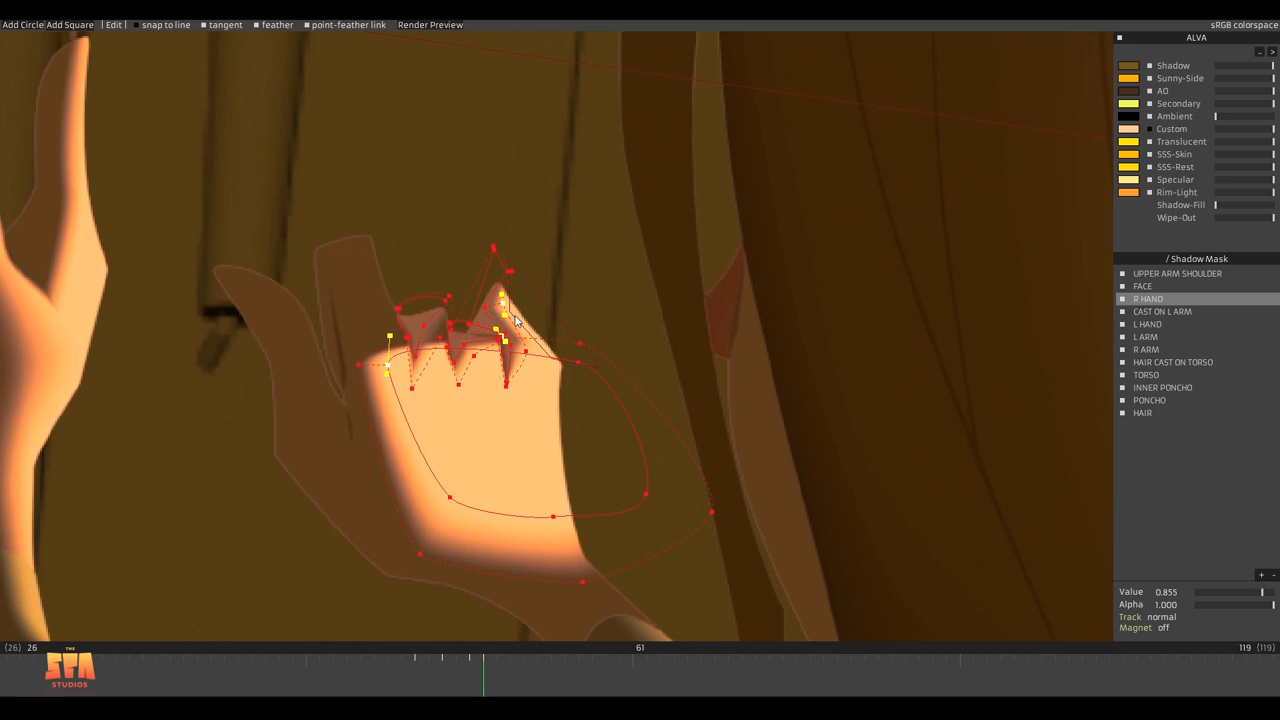 Add Circle Add Square | Edit | snap to line tangent feather point-feather link Render Preview sRGB colorspace
ALVA
.. >
Shadow
Sunny-Side
AO
Secondary
Ambient
Custom
Translucent
SSS-Skin
SSS-Rest
Specular
Rim-Light
Shadow-Fill
Wipe-Out
/ Shadow Mask
UPPER ARM SHOULDER
FACE
R HAND
CAST ON L ARM
L HAND
L ARM
R ARM
HAIR CAST ON TORSO
TORSO
INNER PONCHO
PONCHO
HAIR
+ -
Value 0.855
Alpha 1.000
Track normal
Magnet off
(26) 26 61 119 (119)
THE
SPA
STUDIOS